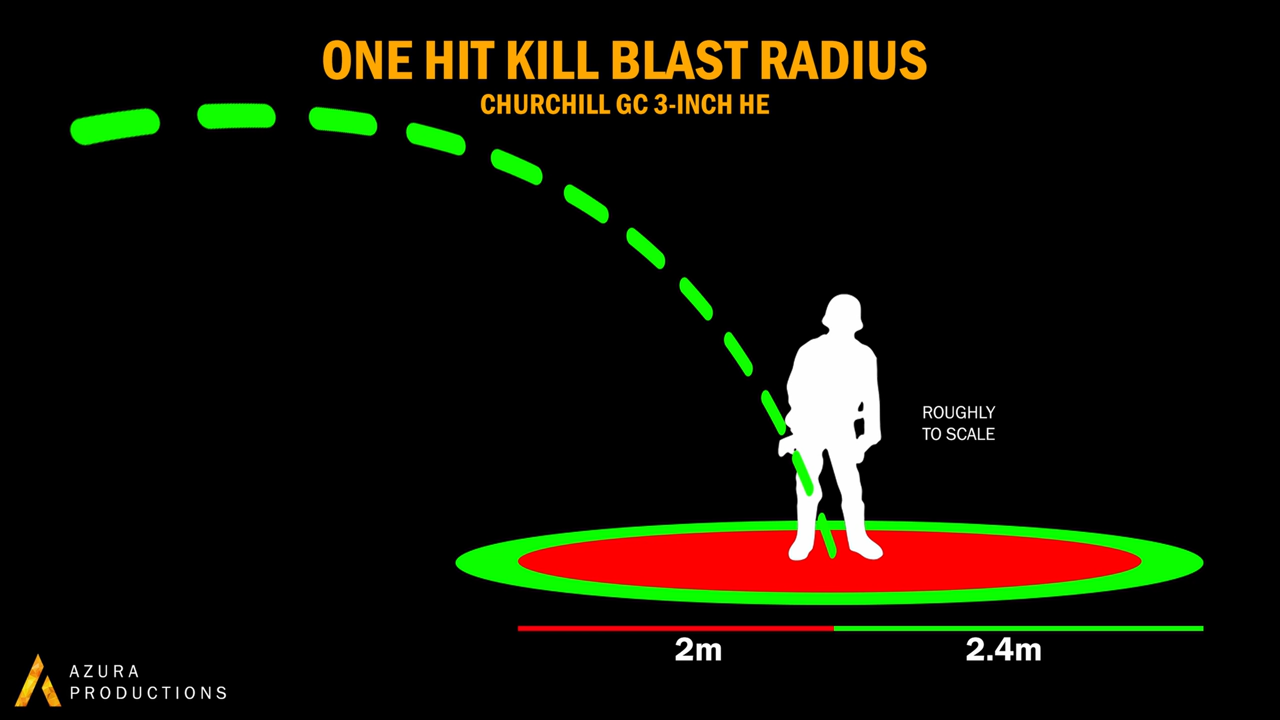 ONE HIT KILL BLAST RADIUS
CHURCHILL GC 3-INCH HE
ROUGHLY
TO SCALE
2m
2.4m
AZURA
PRODUCTIONS